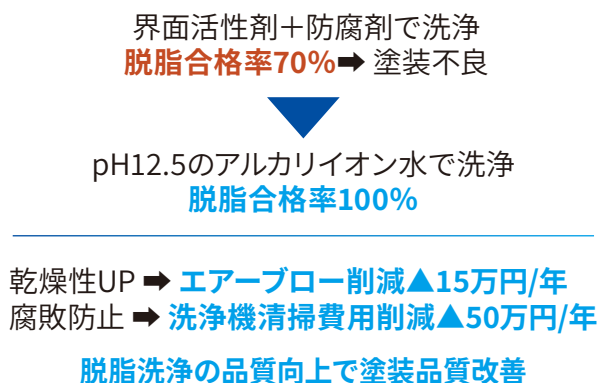 界面活性剤＋防腐剤で洗浄
脱脂合格率70%➡ 塗装不良
pH12.5のアルカリイオン水で洗浄
脱脂合格率100%
乾燥性UP ➡ エアーブロー削減▲15万円/年
腐敗防止 ➡ 洗浄機清掃費用削減▲50万円/年
脱脂洗浄の品質向上で塗装品質改善